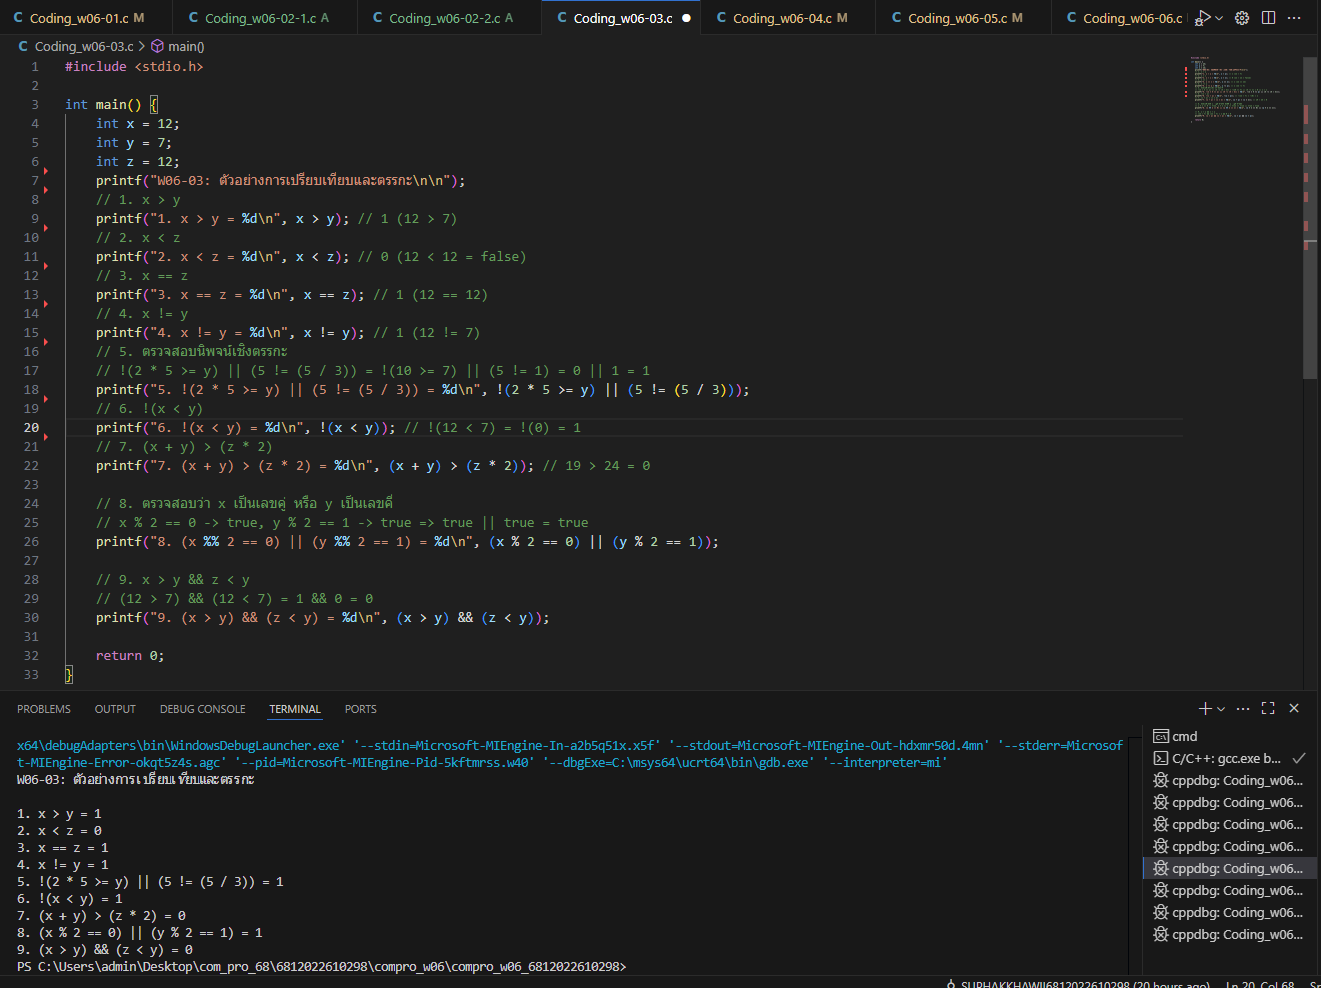 C Coding_w06-01.c M C Coding_w06-02-1.c A C Coding_w06-02-2.c A C Coding_w06-03.c ● C Coding_w06-04.c M C Coding_w06-05.c M C Coding_w06-06.c
C Coding_w06-03.c > main()
1 #include <stdio.h>
2
3 int main() {
4 int x = 12;
5 int y = 7;
6 int z = 12;
7 printf("W06-03: ตัวอย่างการเปรียบเทียบและตรรกะ\n\n");
8 // 1. x > y
9 printf("1. x > y = %d\n", x > y); // 1 (12 > 7)
10 // 2. x < z
11 printf("2. x < z = %d\n", x < z); // 0 (12 < 12 = false)
12 // 3. x == z
13 printf("3. x == z = %d\n", x == z); // 1 (12 == 12)
14 // 4. x != y
15 printf("4. x != y = %d\n", x != y); // 1 (12 != 7)
16 // 5. ตรวจสอบนิพจน์เชิงตรรกะ
17 // !(2 * 5 >= y) || (5 != (5 / 3)) = !(10 >= 7) || (5 != 1) = 0 || 1 = 1
18 printf("5. !(2 * 5 >= y) || (5 != (5 / 3)) = %d\n", !(2 * 5 >= y) || (5 != (5 / 3)));
19 // 6. !(x < y)
20 printf("6. !(x < y) = %d\n", !(x < y)); // !(12 < 7) = !(0) = 1
21 // 7. (x + y) > (z * 2)
22 printf("7. (x + y) > (z * 2) = %d\n", (x + y) > (z * 2)); // 19 > 24 = 0
23
24 // 8. ตรวจสอบว่า x เป็นเลขคู่ หรือ y เป็นเลขคี่
25 // x % 2 == 0 -> true, y % 2 == 1 -> true => true || true = true
26 printf("8. (x %% 2 == 0) || (y %% 2 == 1) = %d\n", (x % 2 == 0) || (y % 2 == 1));
27
28 // 9. x > y && z < y
29 // (12 > 7) && (12 < 7) = 1 && 0 = 0
30 printf("9. (x > y) && (z < y) = %d\n", (x > y) && (z < y));
31
32 return 0;
33 }
PROBLEMS OUTPUT DEBUG CONSOLE TERMINAL PORTS
x64\debugAdapters\bin\WindowsDebugLauncher.exe' '--stdin=Microsoft-MIEngine-In-a2b5q51x.x5f' '--stdout=Microsoft-MIEngine-Out-hdxmr50d.4mn' '--stderr=Microsof
t-MIEngine-Error-okqt5z4s.agc' '--pid=Microsoft-MIEngine-Pid-5kftmrss.w40' '--dbgExe=C:\msys64\ucrt64\bin\gdb.exe' '--interpreter=mi'
W06-03: ตัวอย่างการเปรียบเทียบและตรรกะ
1. x > y = 1
2. x < z = 0
3. x == z = 1
4. x != y = 1
5. !(2 * 5 >= y) || (5 != (5 / 3)) = 1
6. !(x < y) = 1
7. (x + y) > (z * 2) = 0
8. (x % 2 == 0) || (y % 2 == 1) = 1
9. (x > y) && (z < y) = 0
PS C:\Users\admin\Desktop\com_pro_68\6812022610298\compro_w06\compro_w06_6812022610298>
cmd
C/C++: gcc.exe b...
cppdbg: Coding_w06...
cppdbg: Coding_w06...
cppdbg: Coding_w06...
cppdbg: Coding_w06...
cppdbg: Coding_w06...
cppdbg: Coding_w06...
cppdbg: Coding_w06...
cppdbg: Coding_w06...
(20 hours ago) Ln 20, Col 68